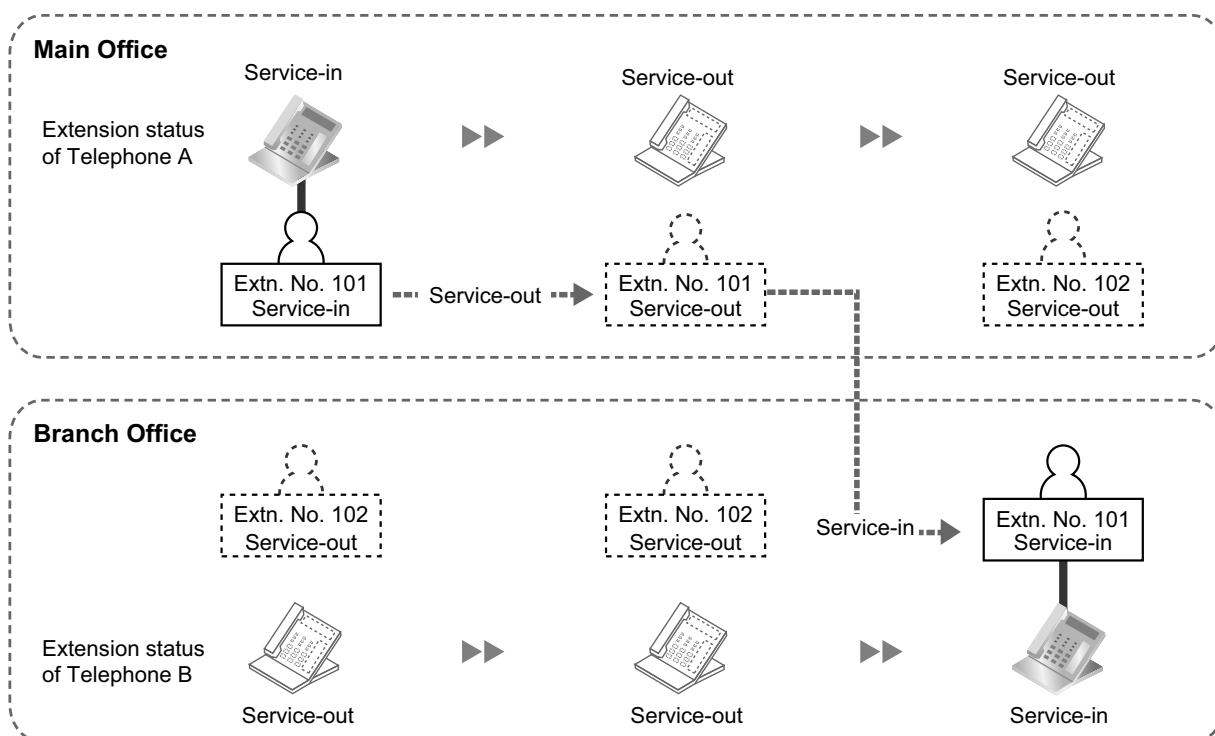 Main Office
Service-in
Service-out
Service-out
Extension status
of Telephone A
Extn. No. 101
Service-in
Service-out
Extn. No. 101
Service-out
Extn. No. 102
Service-out
Branch Office
Extn. No. 102
Service-out
Extn. No. 102
Service-out
Service-in
Extn. No. 101
Service-in
Extension status
of Telephone B
Service-out
Service-out
Service-in